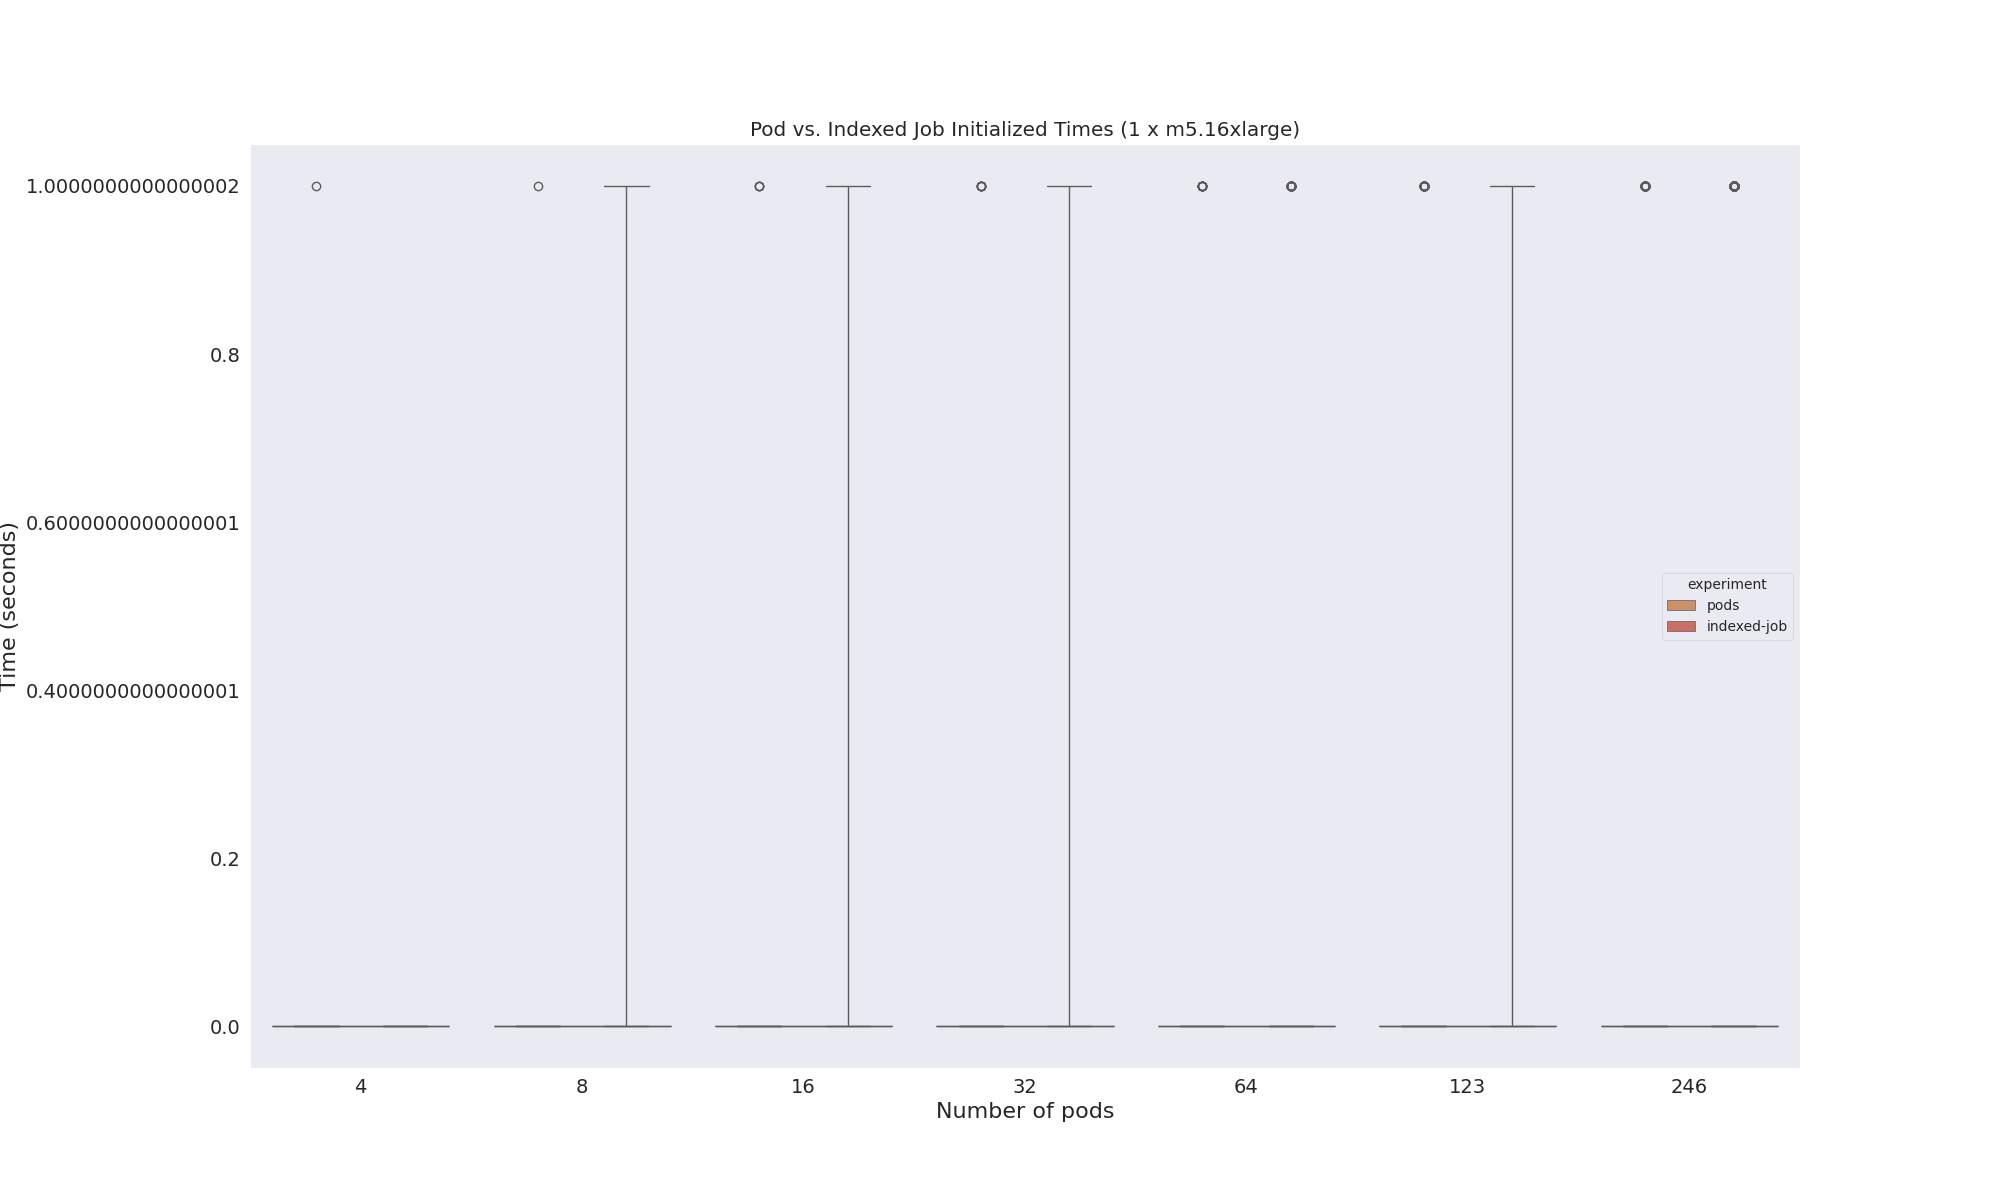 Pod vs. Indexed Job Initialized Times (1 x m5.16xlarge)
1.0000000000000002
0.8
0.6000000000000001
0.4000000000000001
0.2
0.0
Time (seconds)
experiment
pods
indexed-job
4 8 16 32 64 123 246
Number of pods